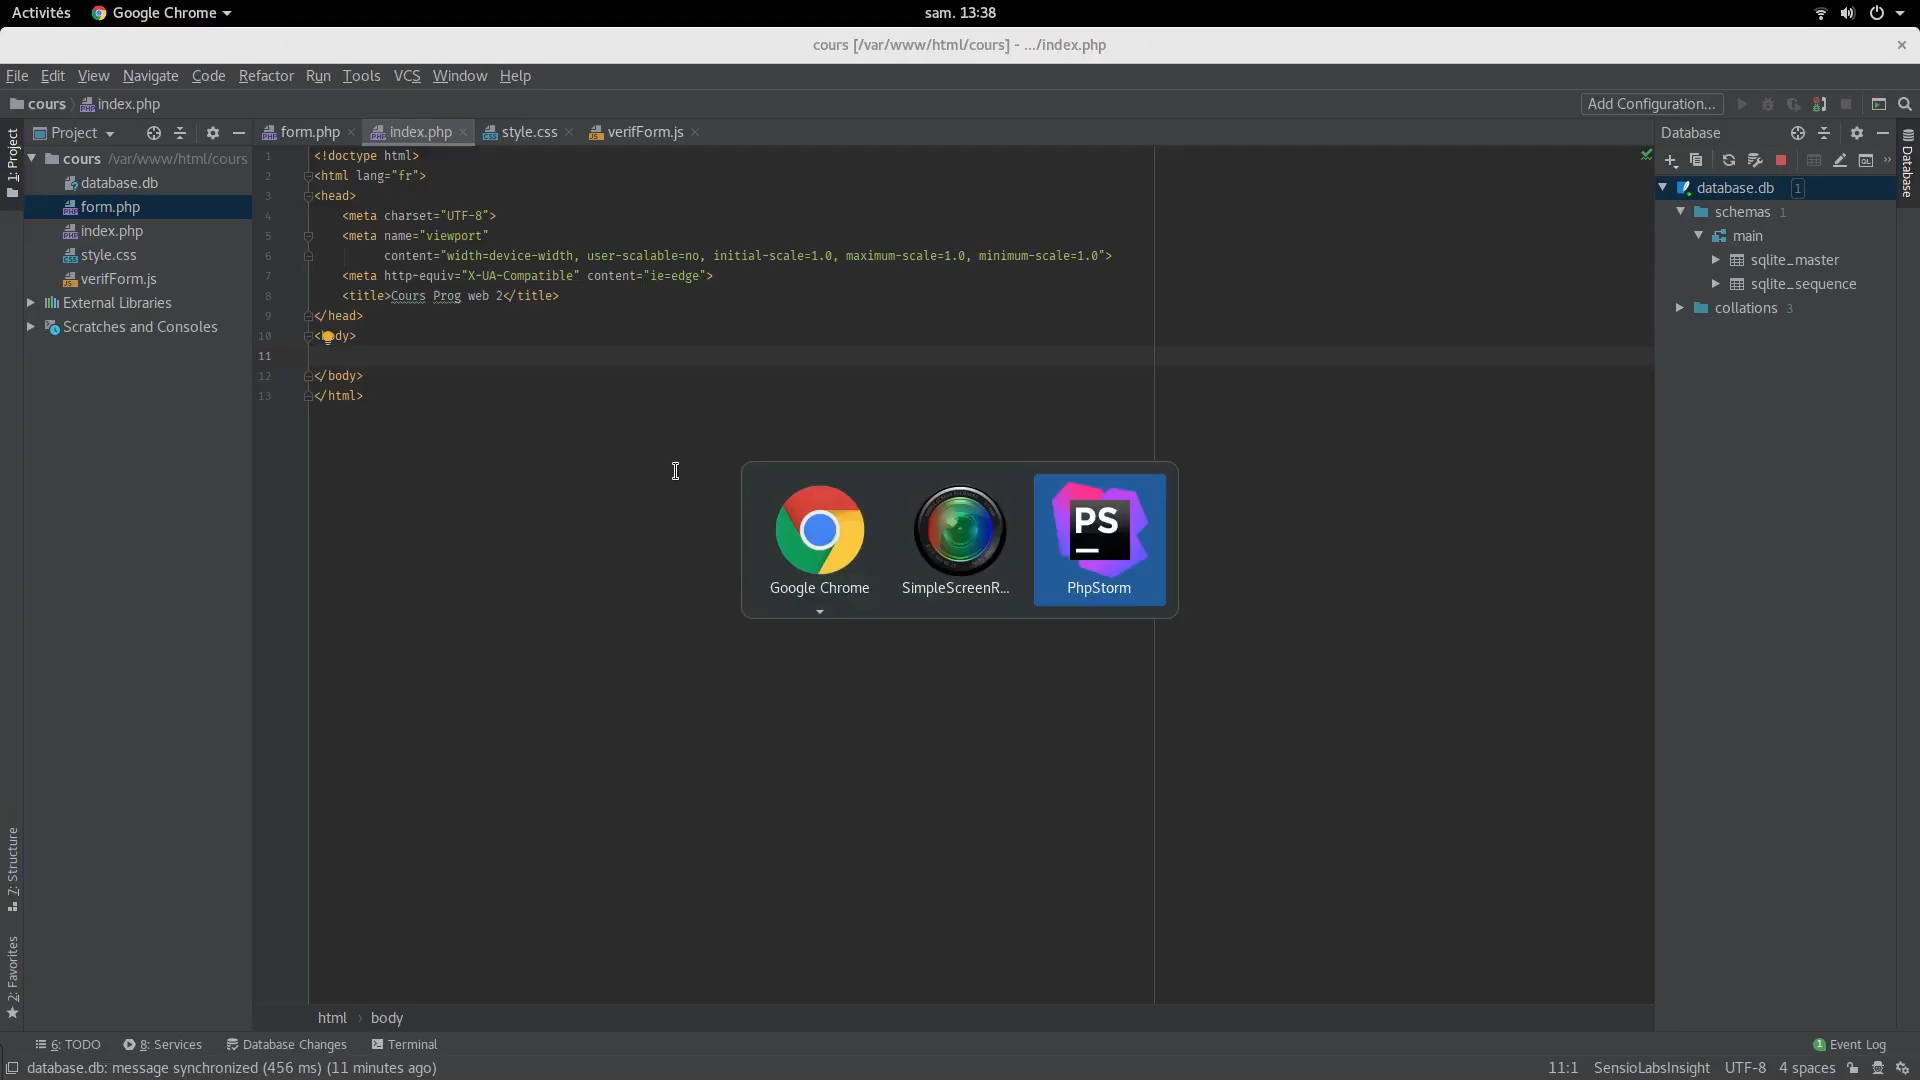 Activités Google Chrome sam. 13:38
cours [/var/www/html/cours] - .../index.php
File Edit View Navigate Code Refactor Run Tools VCS Window Help
cours index.php Add Configuration...
1: Project
Project
cours /var/www/html/cours
database.db
form.php
index.php
style.css
verifForm.js
External Libraries
Scratches and Consoles
7: Structure
2: Favorites
form.php index.php style.css verifForm.js
1 <!doctype html>
2 <html lang="fr">
3 <head>
4 <meta charset="UTF-8">
5 <meta name="viewport"
6 content="width=device-width, user-scalable=no, initial-scale=1.0, maximum-scale=1.0, minimum-scale=1.0">
7 <meta http-equiv="X-UA-Compatible" content="ie=edge">
8 <title>Cours Prog web 2</title>
9 </head>
10 <body>
11
12 </body>
13 </html>
PS
Google Chrome SimpleScreenR... PhpStorm
Database
QL
database.db 1
schemas 1
main
sqlite_master
sqlite_sequence
collations 3
Database
html body
6: TODO 8: Services Database Changes Terminal 1 Event Log
database.db: message synchronized (456 ms) (11 minutes ago) 11:1 SensioLabsInsight UTF-8 4 spaces